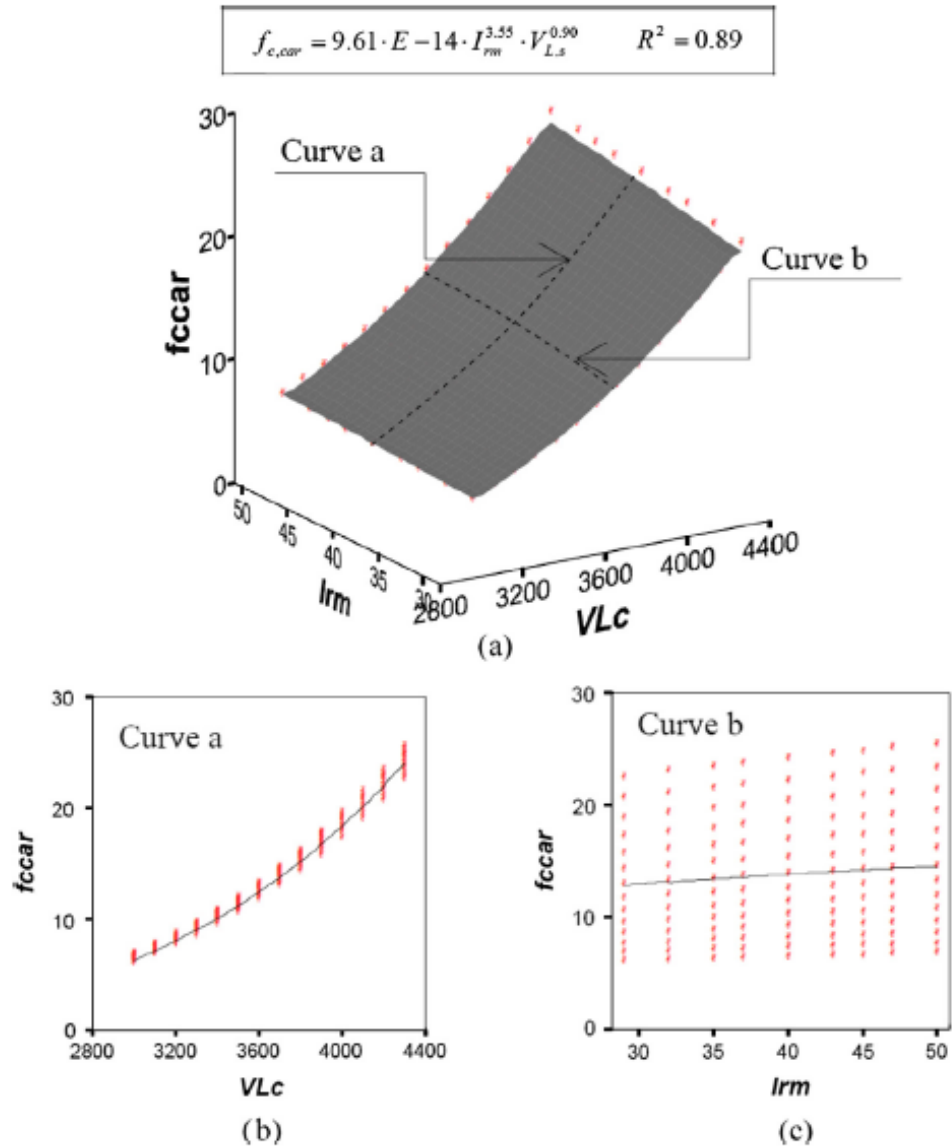 f_{c,car} = 9.61 · E − 14 · I_{rm}^{3.55} · V_{L,s}^{0.90} R² = 0.89
Curve a
Curve b
fccar
30
20
10
0
50
45
40
35
30
Irm
2800
3200
3600
4000
4400
VLc
(a)
Curve a
fccar
30
20
10
0
2800
3200
3600
4000
4400
VLc
(b)
Curve b
fccar
30
20
10
0
30
35
40
45
50
Irm
(c)